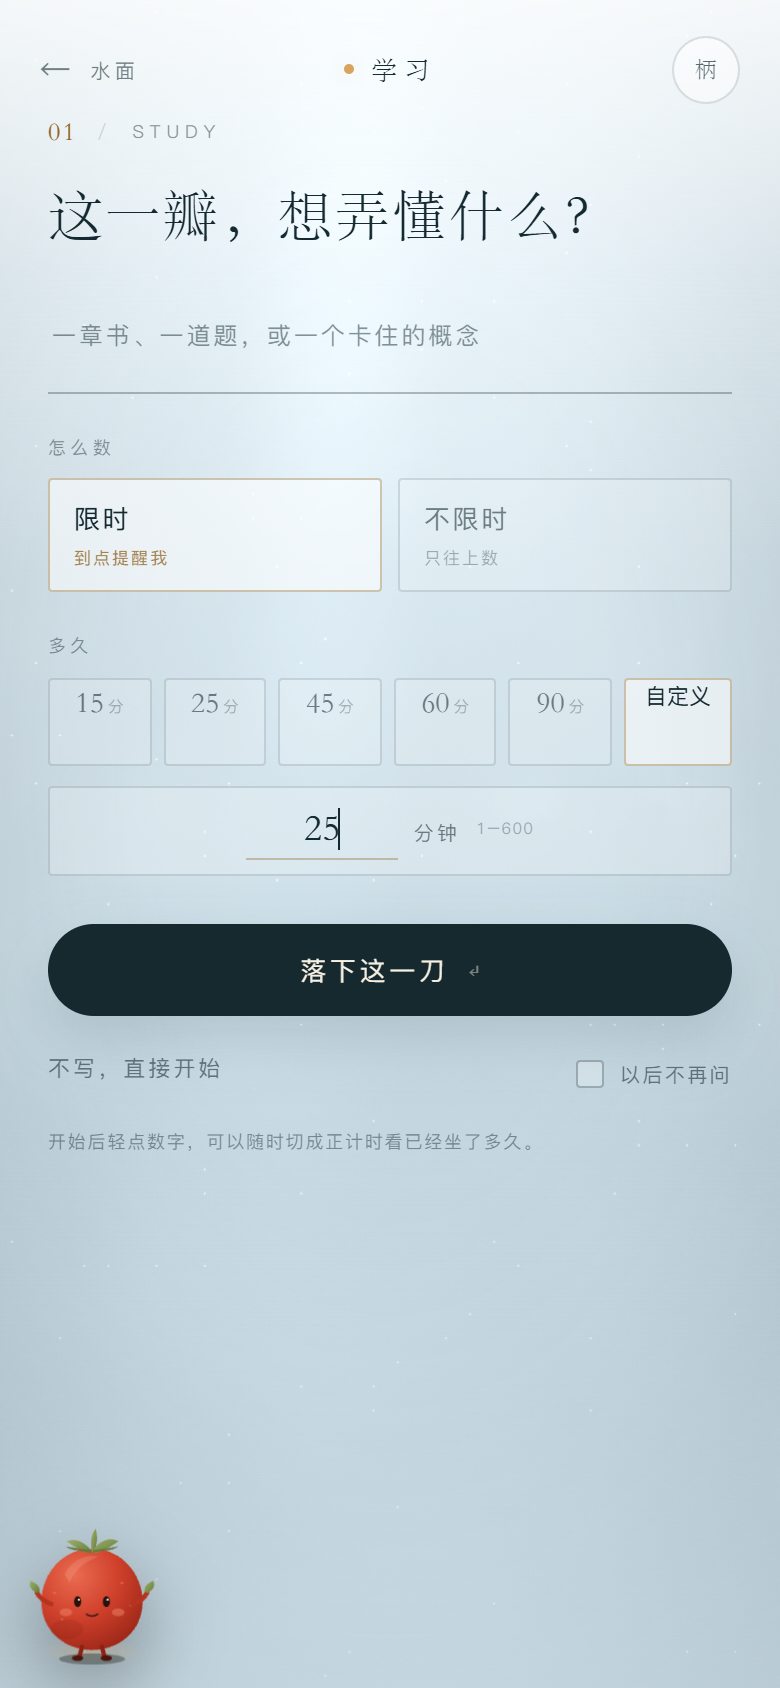 ← 水面
学习
柄
01 / STUDY
这一瓣，想弄懂什么？
一章书、一道题，或一个卡住的概念
怎么数
限时
到点提醒我
不限时
只往上数
多久
15分 25分 45分 60分 90分 自定义
25 分钟 1—600
落下这一刀 ↲
不写，直接开始
以后不再问
开始后轻点数字，可以随时切成正计时看已经坐了多久。